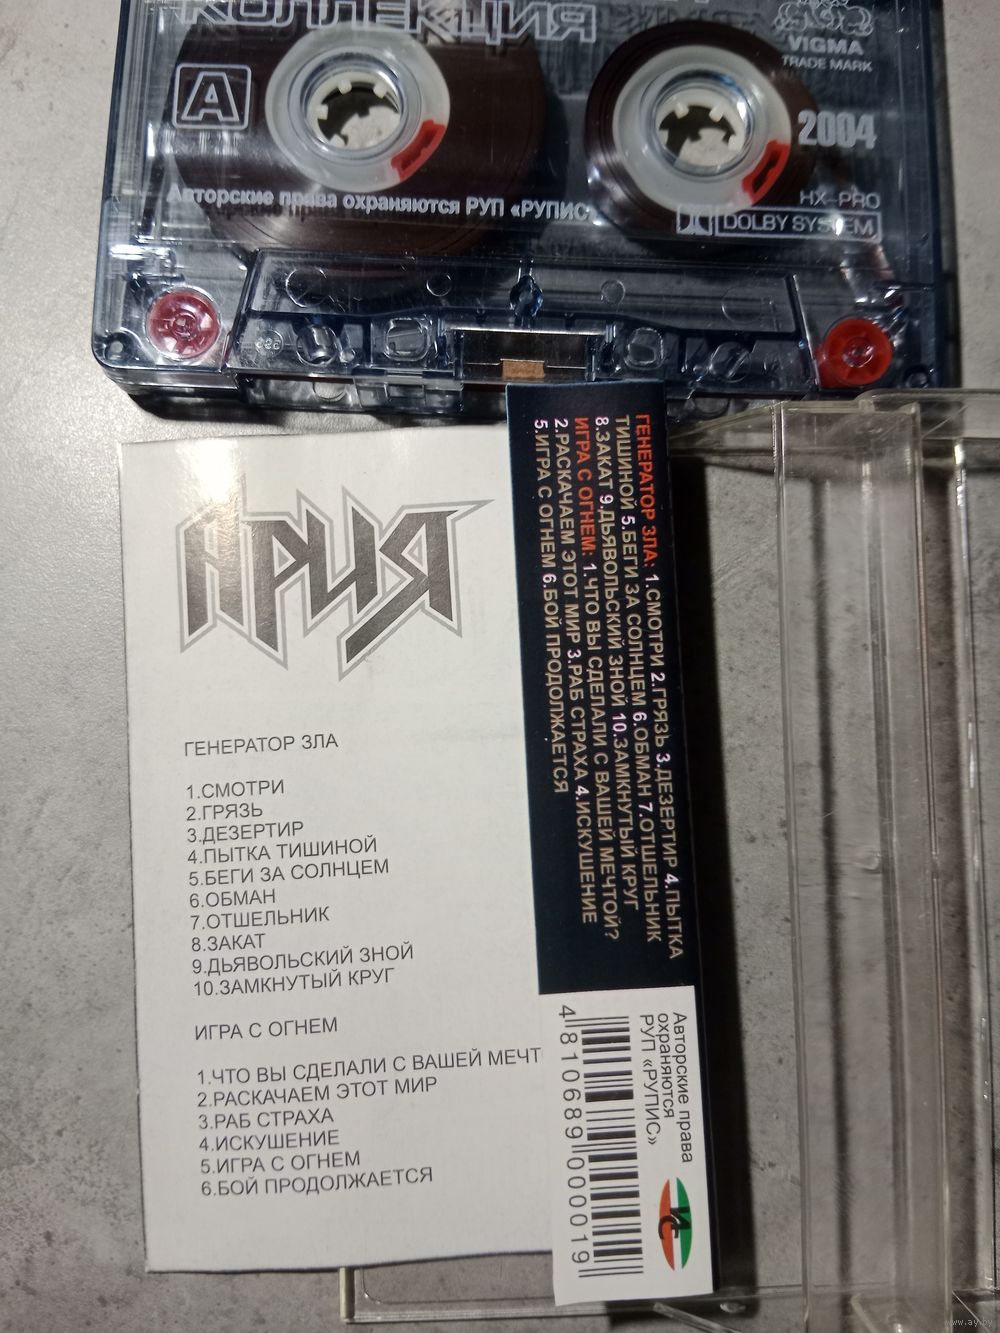 КОЛЛЕКЦИЯ
VIGMA
TRADE MARK
A
2004
Авторские права охраняются РУП «РУПИС»
HX-PRO
DOLBY SYSTEM
ГЕНЕРАТОР ЗЛА: 1.СМОТРИ 2.ГРЯЗЬ 3.ДЕЗЕРТИР 4.ПЫТКА
ТИШИНОЙ 5.БЕГИ ЗА СОЛНЦЕМ 6.ОБМАН 7.ОТШЕЛЬНИК
8.ЗАКАТ 9.ДЬЯВОЛЬСКИЙ ЗНОЙ 10.ЗАМКНУТЫЙ КРУГ
ИГРА С ОГНЕМ: 1.ЧТО ВЫ СДЕЛАЛИ С ВАШЕЙ МЕЧТОЙ?
2.РАСКАЧАЕМ ЭТОТ МИР 3.РАБ СТРАХА 4.ИСКУШЕНИЕ
5.ИГРА С ОГНЕМ 6.БОЙ ПРОДОЛЖАЕТСЯ
АРИЯ
ГЕНЕРАТОР ЗЛА
1.СМОТРИ
2.ГРЯЗЬ
3.ДЕЗЕРТИР
4.ПЫТКА ТИШИНОЙ
5.БЕГИ ЗА СОЛНЦЕМ
6.ОБМАН
7.ОТШЕЛЬНИК
8.ЗАКАТ
9.ДЬЯВОЛЬСКИЙ ЗНОЙ
10.ЗАМКНУТЫЙ КРУГ
ИГРА С ОГНЕМ
1.ЧТО ВЫ СДЕЛАЛИ С ВАШЕЙ МЕЧТ
2.РАСКАЧАЕМ ЭТОТ МИР
3.РАБ СТРАХА
4.ИСКУШЕНИЕ
5.ИГРА С ОГНЕМ
6.БОЙ ПРОДОЛЖАЕТСЯ
Авторские права
охраняются
РУП «РУПИС»
4 810689 000019
ИС
www.ay.by